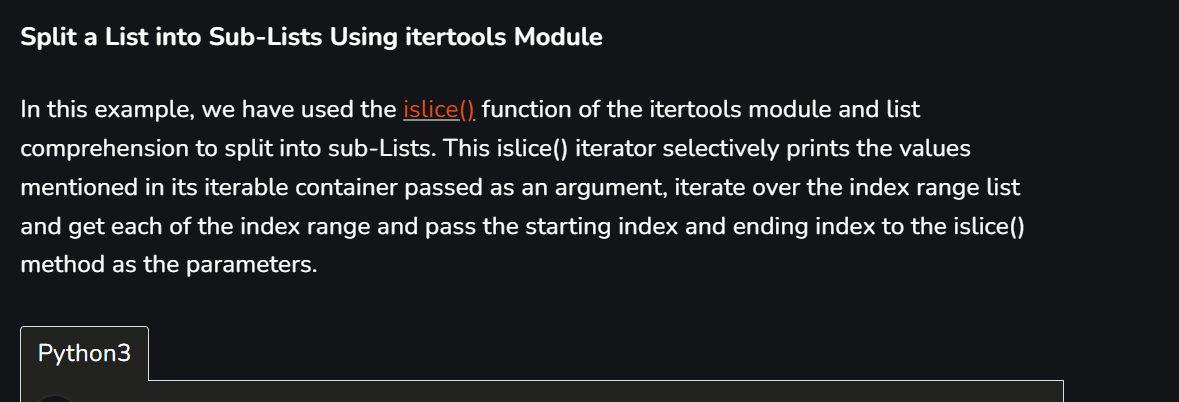 Split a List into Sub-Lists Using itertools Module
In this example, we have used the islice() function of the itertools module and list
comprehension to split into sub-Lists. This islice() iterator selectively prints the values
mentioned in its iterable container passed as an argument, iterate over the index range list
and get each of the index range and pass the starting index and ending index to the islice()
method as the parameters.
Python3